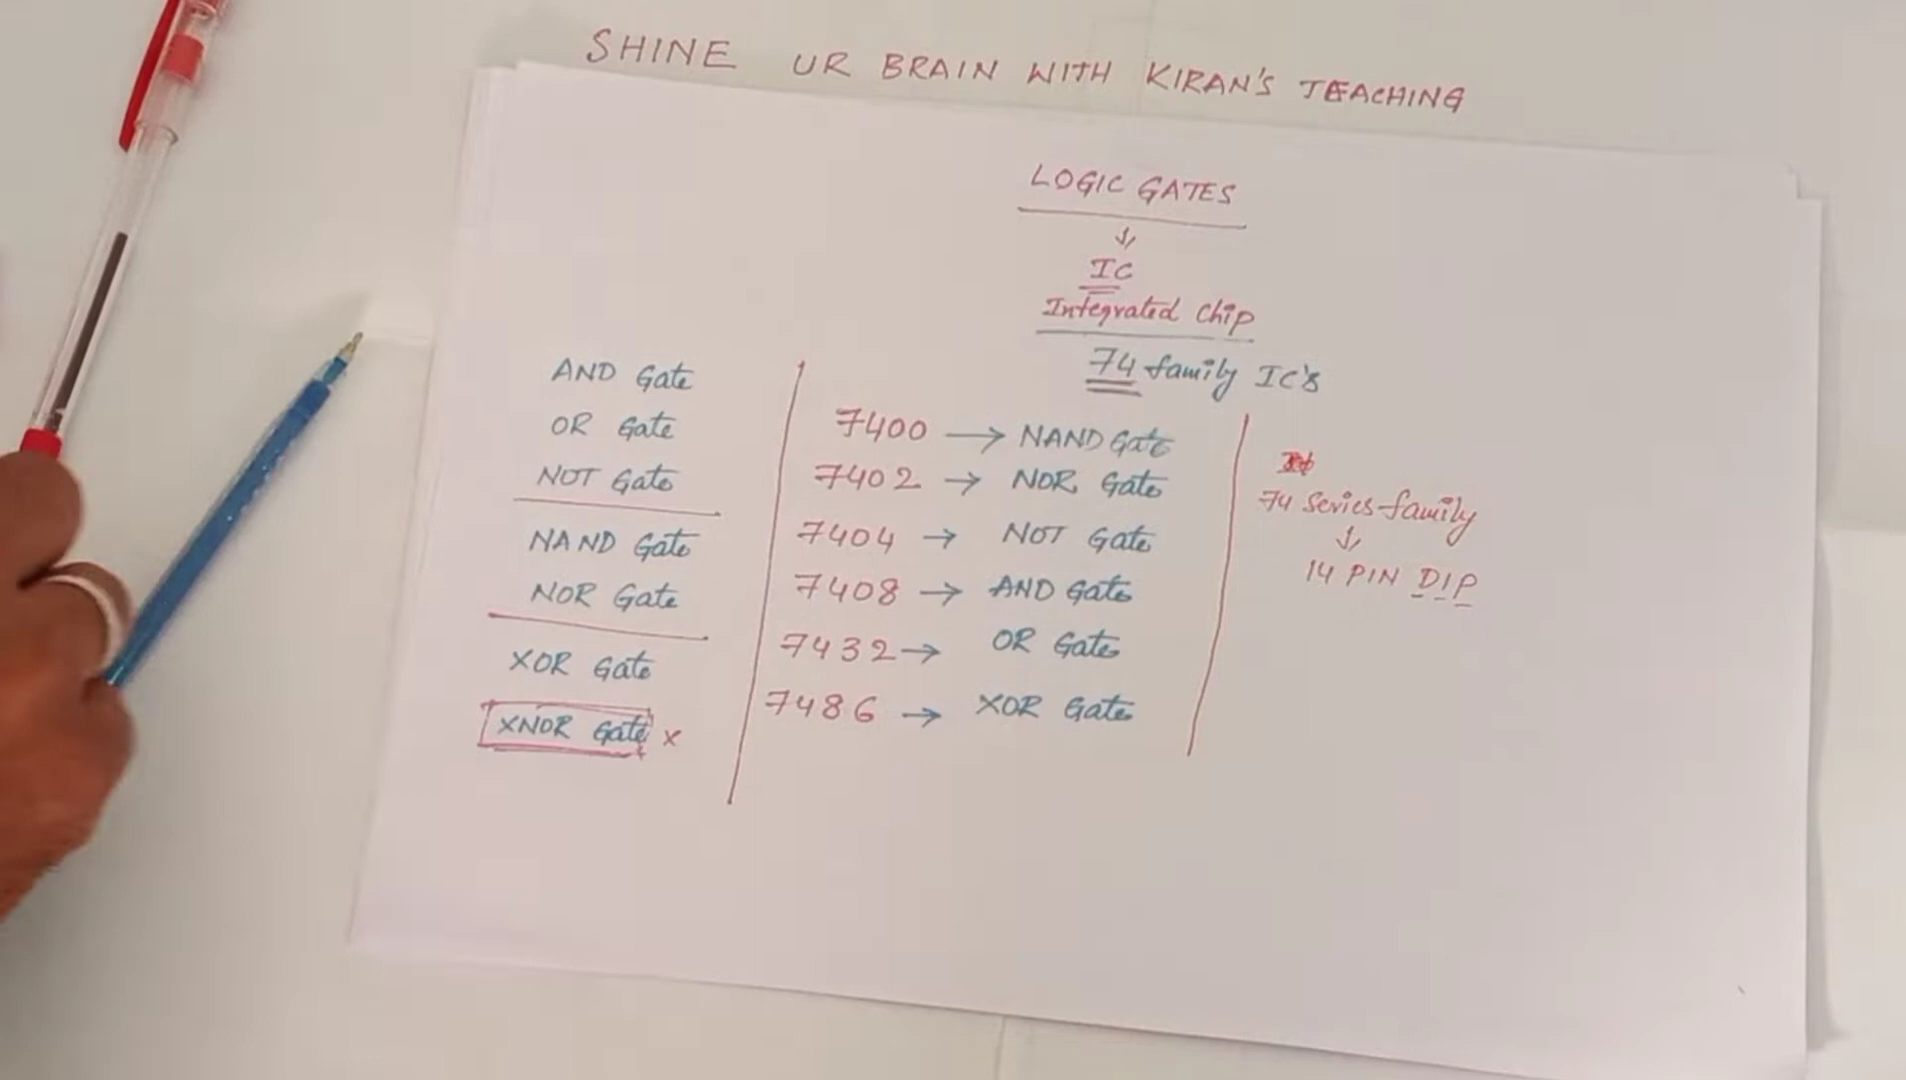 SHINE UR BRAIN WITH KIRAN'S TEACHING
LOGIC GATES
↓
IC
Integrated Chip
74 family IC's
AND Gate
OR Gate
NOT Gate
NAND Gate
NOR Gate
XOR Gate
XNOR Gate x
7400 → NAND Gate
7402 → NOR Gate
7404 → NOT Gate
7408 → AND Gate
7432 → OR Gate
7486 → XOR Gate
74 Series-family
↓
14 PIN DIP